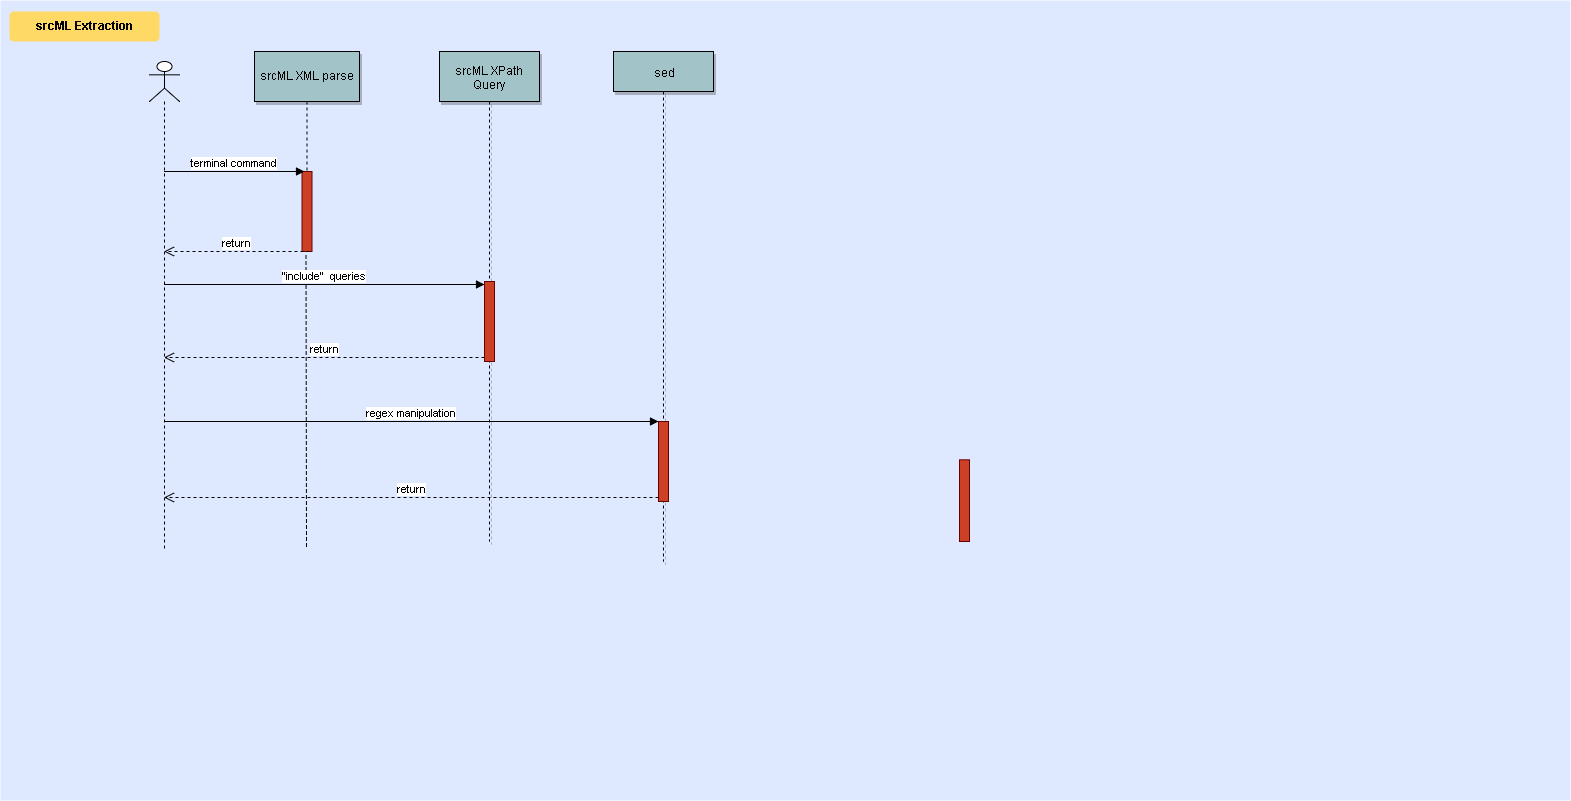 srcML Extraction
srcML XML parse
srcML XPath
Query
sed
terminal command
return
"include"  queries
return
regex manipulation
return